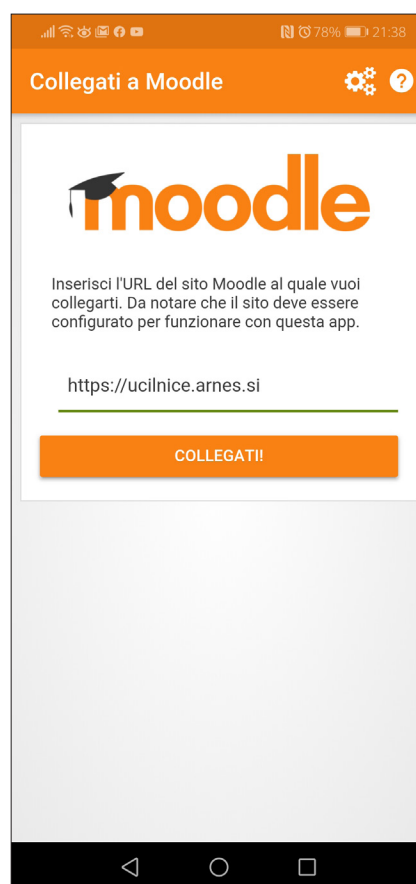 78% 21:38
Collegati a Moodle
moodle
Inserisci l'URL del sito Moodle al quale vuoi
collegarti. Da notare che il sito deve essere
configurato per funzionare con questa app.
https://ucilnice.arnes.si
COLLEGATI!